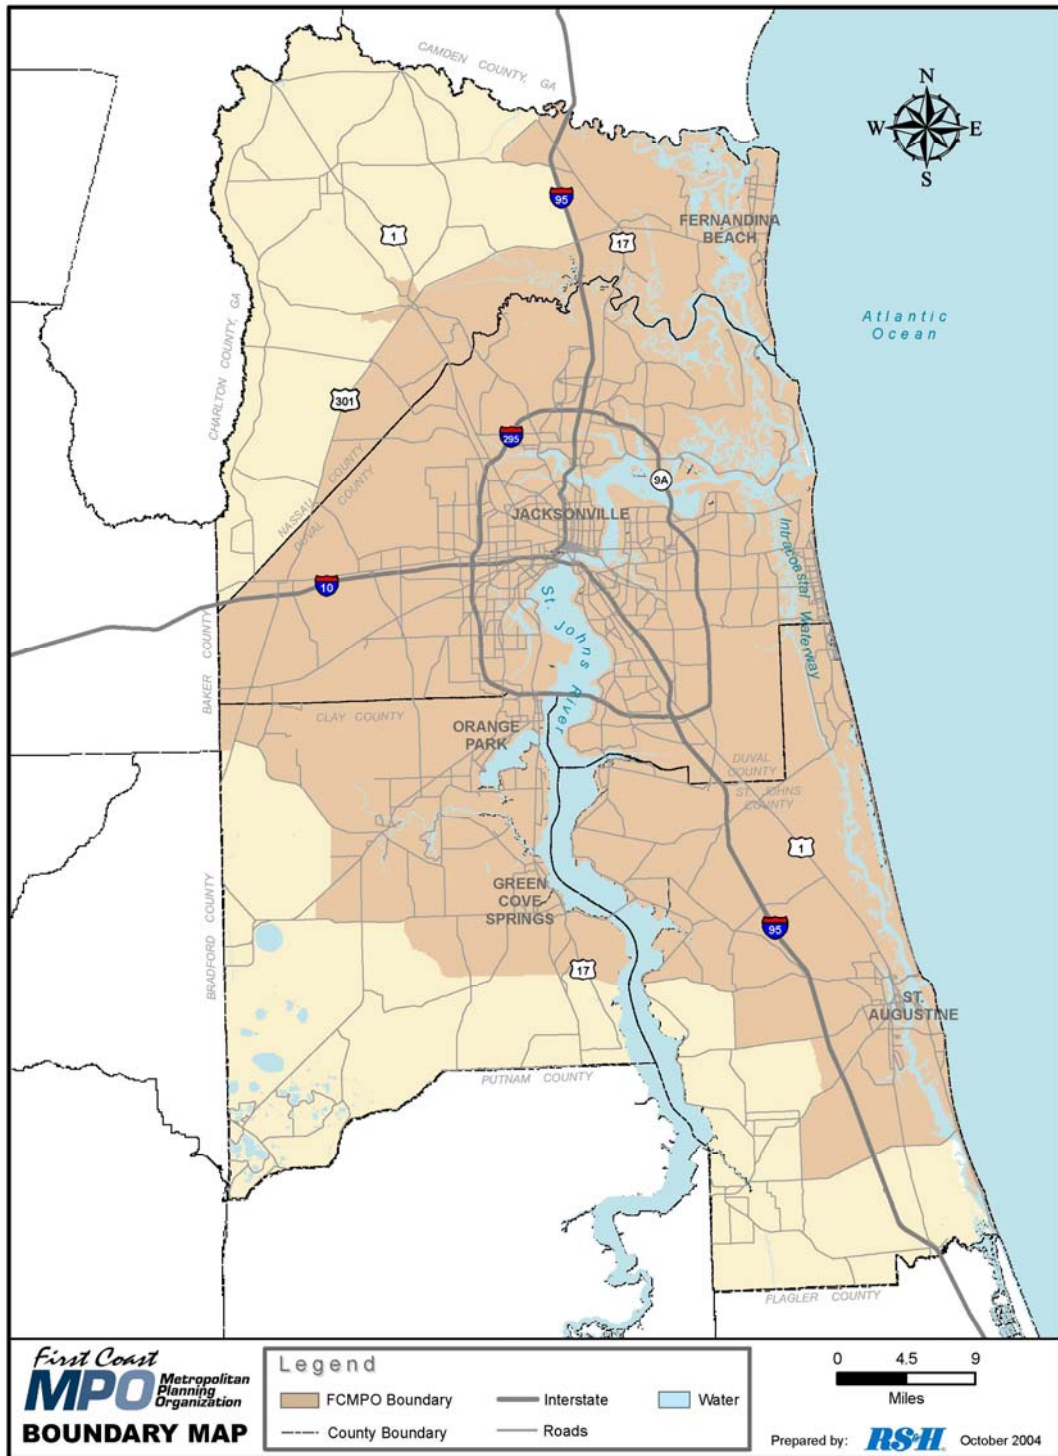 CAMDEN COUNTY, GA
N
W E
S
95
FERNANDINA
BEACH
17
1
Atlantic
Ocean
CHARLTON COUNTY, GA
301
295
9A
NASSAU COUNTY
DUVAL COUNTY
JACKSONVILLE
Intracoastal Waterway
10
St. Johns River
BAKER COUNTY
CLAY COUNTY
ORANGE
PARK
DUVAL
COUNTY
ST. JOHNS
COUNTY
1
GREEN
COVE
SPRINGS
BRADFORD COUNTY
95
17
ST.
AUGUSTINE
PUTNAM COUNTY
FLAGLER COUNTY
First Coast
MPO Metropolitan
Planning
Organization
BOUNDARY MAP
Legend
FCMPO Boundary
Interstate
Water
County Boundary
Roads
0 4.5 9
Miles
Prepared by: RS&H October 2004